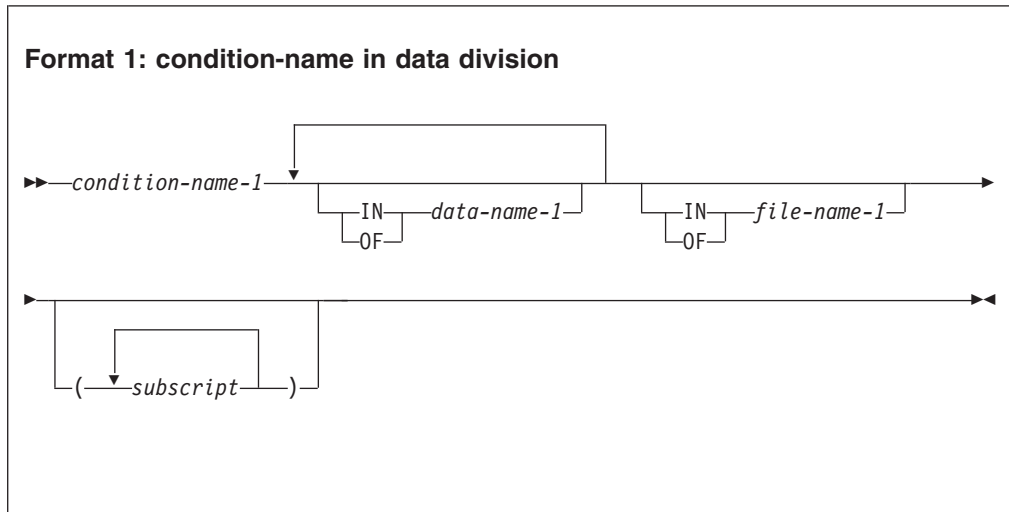 Format 1: condition-name in data division
condition-name-1
IN data-name-1 IN file-name-1
OF OF
( subscript )